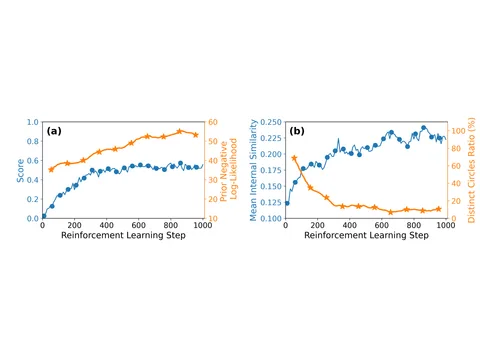 (a)
1.0
0.8
0.6
0.4
0.2
0.0
Score
0 200 400 600 800 1000
Reinforcement Learning Step
60
50
40
30
20
10
Prior Negative
Log-Likelihood
(b)
0.250
0.225
0.200
0.175
0.150
0.125
0.100
Mean Internal Similarity
0 200 400 600 800 1000
Reinforcement Learning Step
100
80
60
40
20
0
Distinct Circles Ratio (%)